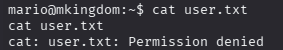 mario@mkingdom:~$ cat user.txt
cat user.txt
cat: user.txt: Permission denied